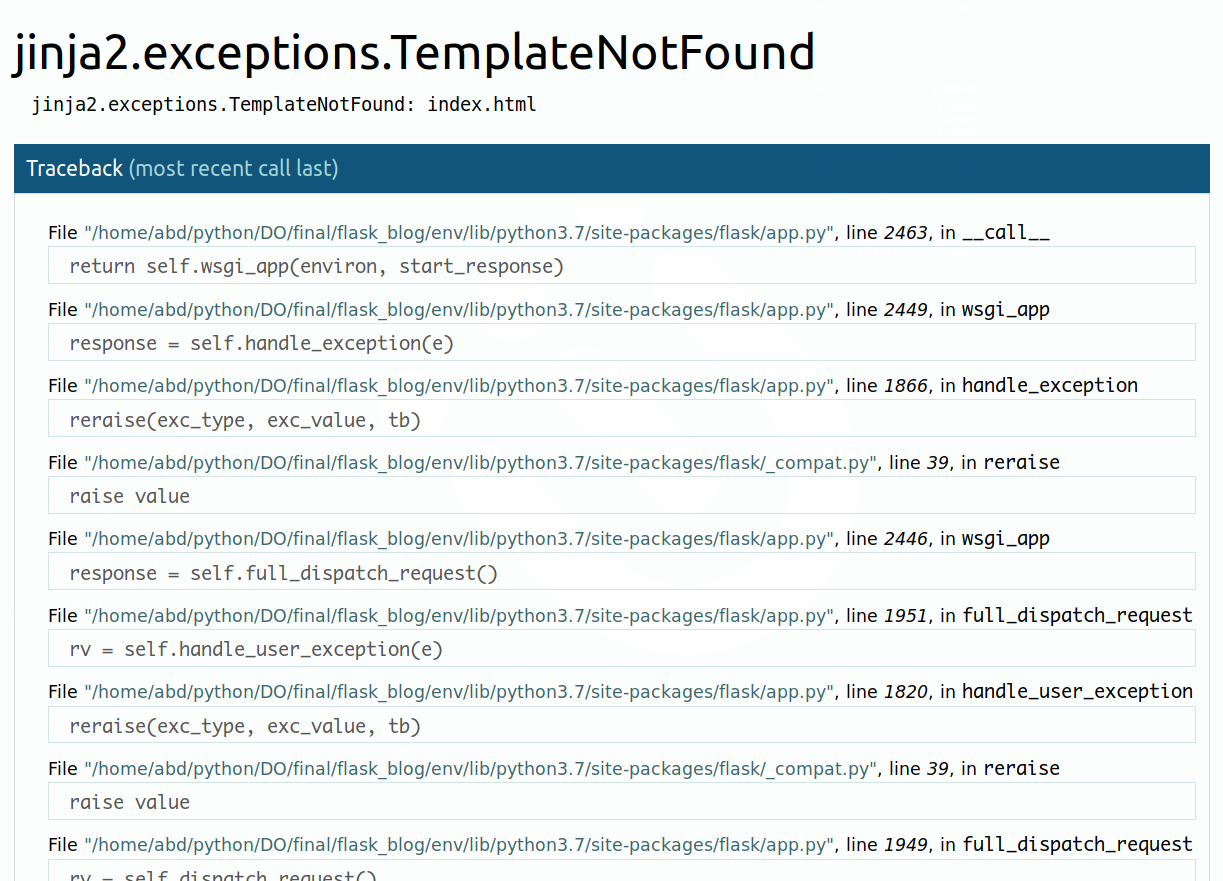 jinja2.exceptions.TemplateNotFound
jinja2.exceptions.TemplateNotFound: index.html
Traceback (most recent call last)
File "/home/abd/python/DO/final/flask_blog/env/lib/python3.7/site-packages/flask/app.py", line 2463, in __call__
return self.wsgi_app(environ, start_response)
File "/home/abd/python/DO/final/flask_blog/env/lib/python3.7/site-packages/flask/app.py", line 2449, in wsgi_app
response = self.handle_exception(e)
File "/home/abd/python/DO/final/flask_blog/env/lib/python3.7/site-packages/flask/app.py", line 1866, in handle_exception
reraise(exc_type, exc_value, tb)
File "/home/abd/python/DO/final/flask_blog/env/lib/python3.7/site-packages/flask/_compat.py", line 39, in reraise
raise value
File "/home/abd/python/DO/final/flask_blog/env/lib/python3.7/site-packages/flask/app.py", line 2446, in wsgi_app
response = self.full_dispatch_request()
File "/home/abd/python/DO/final/flask_blog/env/lib/python3.7/site-packages/flask/app.py", line 1951, in full_dispatch_request
rv = self.handle_user_exception(e)
File "/home/abd/python/DO/final/flask_blog/env/lib/python3.7/site-packages/flask/app.py", line 1820, in handle_user_exception
reraise(exc_type, exc_value, tb)
File "/home/abd/python/DO/final/flask_blog/env/lib/python3.7/site-packages/flask/_compat.py", line 39, in reraise
raise value
File "/home/abd/python/DO/final/flask_blog/env/lib/python3.7/site-packages/flask/app.py", line 1949, in full_dispatch_request
rv = self.dispatch_request()